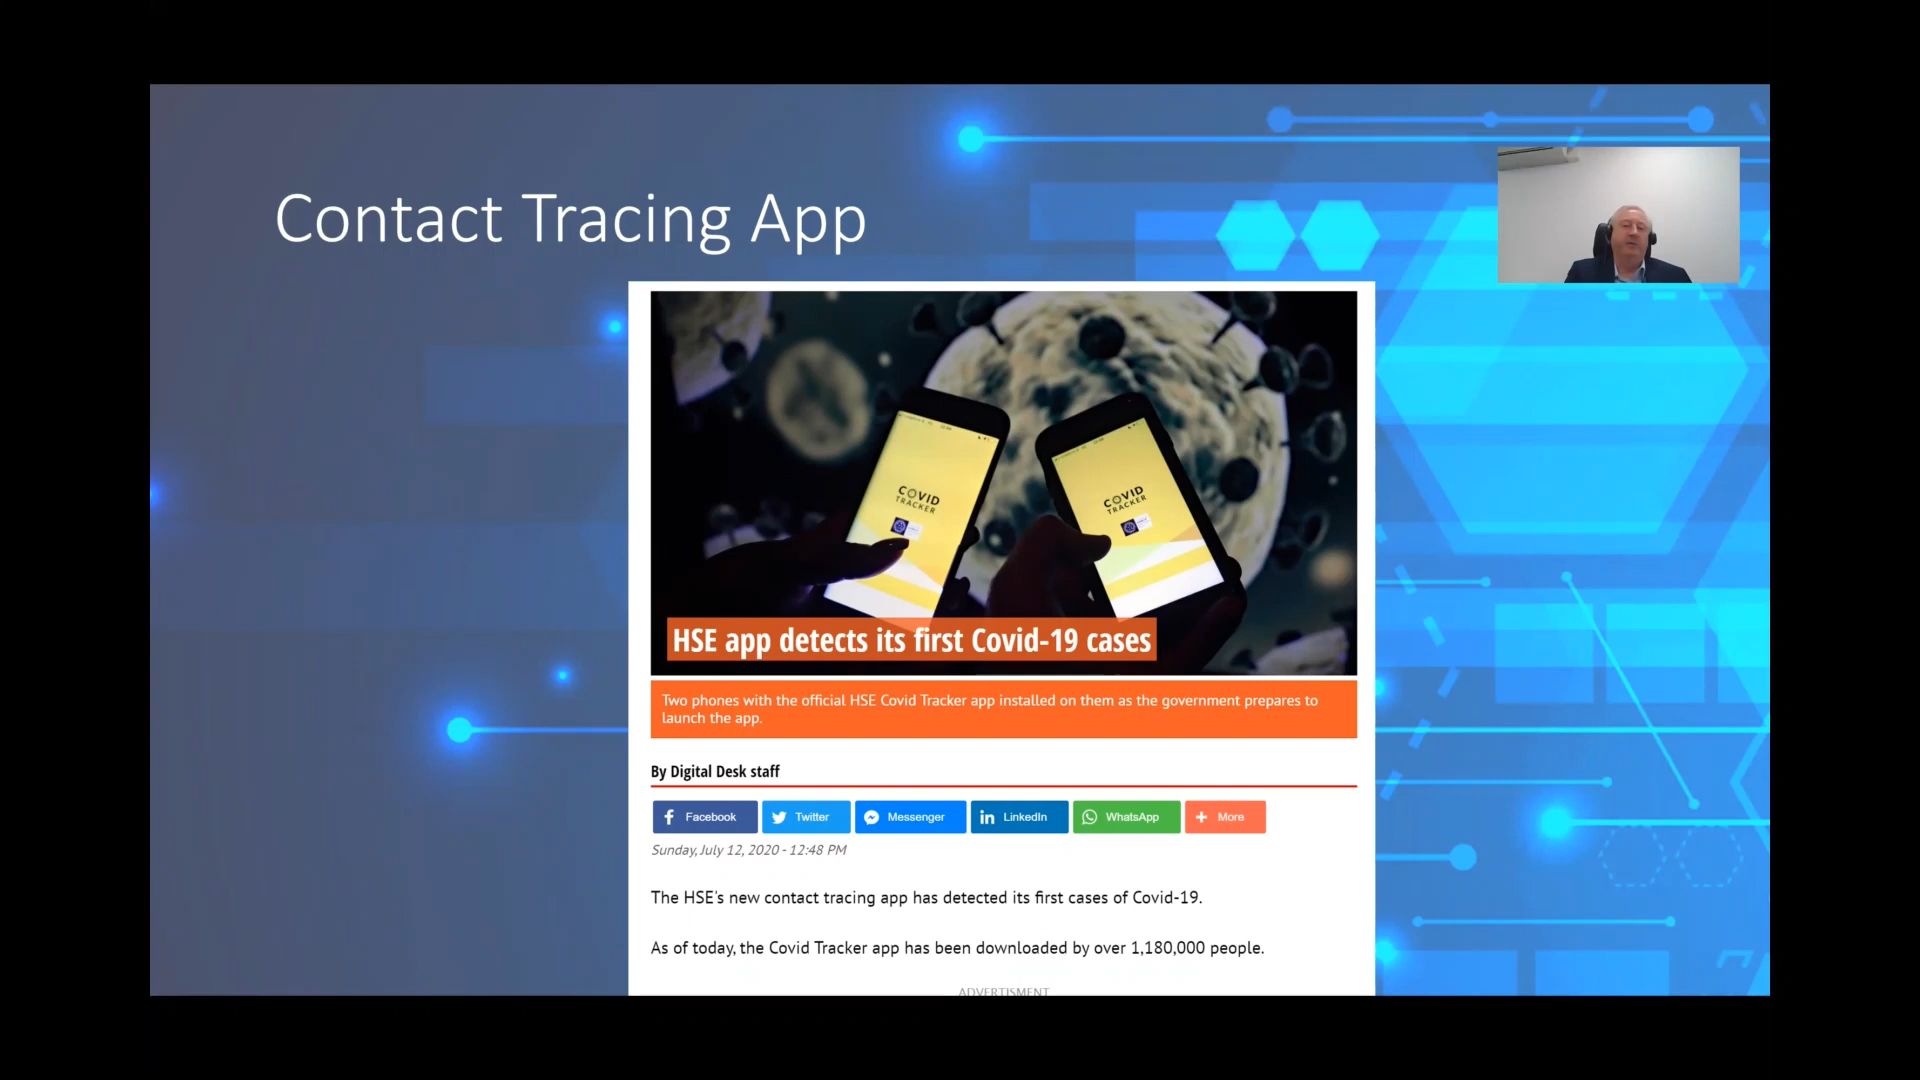 Contact Tracing App
COVID
TRACKER
COVID
TRACKER
HSE app detects its first Covid-19 cases
Two phones with the official HSE Covid Tracker app installed on them as the government prepares to
launch the app.
By Digital Desk staff
Facebook Twitter Messenger LinkedIn WhatsApp More
Sunday, July 12, 2020 - 12:48 PM
The HSE's new contact tracing app has detected its first cases of Covid-19.
As of today, the Covid Tracker app has been downloaded by over 1,180,000 people.
ADVERTISMENT